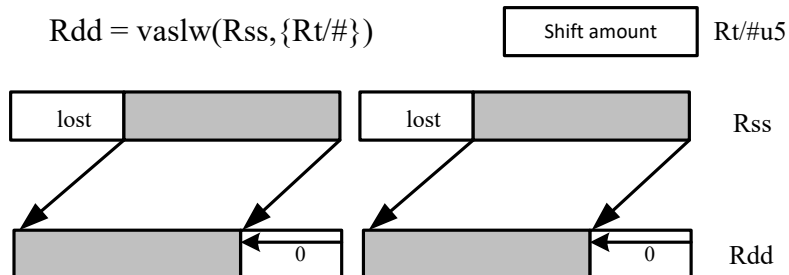 Rdd = vaslw(Rss,{Rt/#})
Shift amount
Rt/#u5
lost
lost
Rss
0
0
Rdd